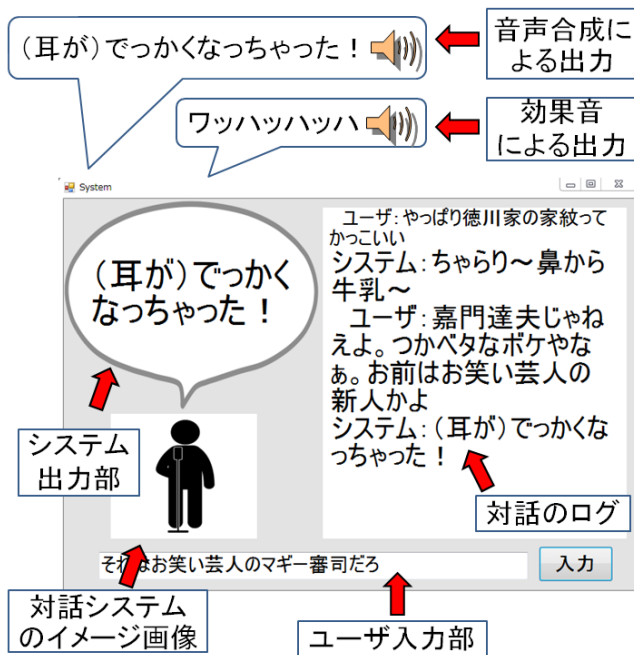 （耳が）でっかくなっちゃった！
音声合成に
よる出力
ワッハッハッハ
効果音
による出力
System
（耳が）でっかく
なっちゃった！
ユーザ：やっぱり徳川家の家紋って
かっこいい
システム：ちゃらり～鼻から
牛乳～
ユーザ：嘉門達夫じゃね
えよ。つかベタなボケやな
ぁ。お前はお笑い芸人の
新人かよ
システム：（耳が）でっかくな
っちゃった！
システム
出力部
対話のログ
お笑い芸人のマギー審司だろ
入力
対話システム
のイメージ画像
ユーザ入力部